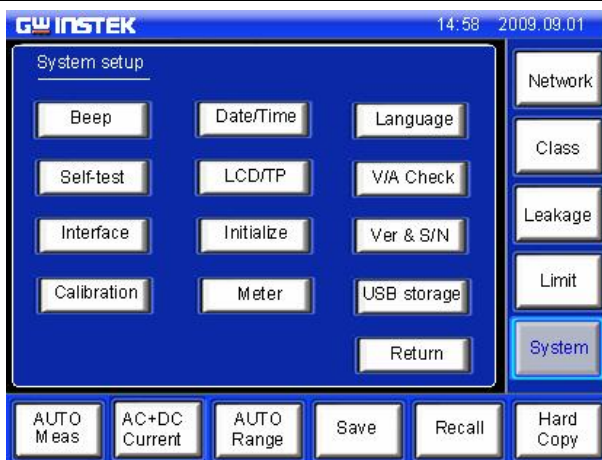 GW INSTEK 14:58 2009.09.01
System setup
Beep Date/Time Language
Self-test LCD/TP V/A Check
Interface Initialize Ver & S/N
Calibration Meter USB storage
Return
Network
Class
Leakage
Limit
System
AUTO
Meas
AC+DC
Current
AUTO
Range
Save
Recall
Hard
Copy